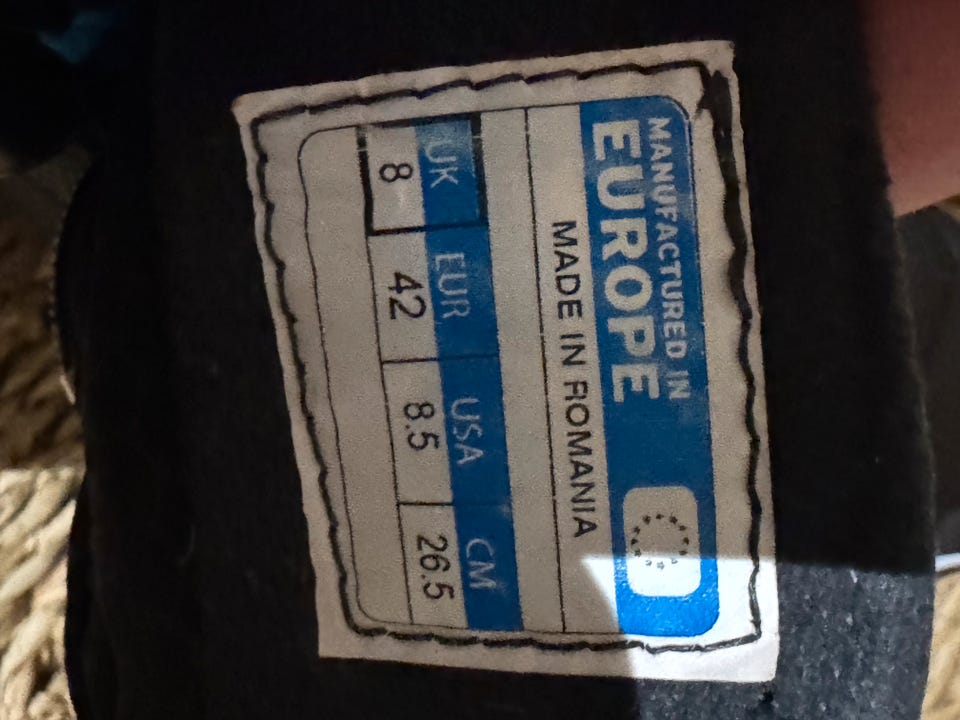 MANUFACTURED IN
EUROPE
MADE IN ROMANIA
UK EUR USA CM
8 42 8.5 26.5